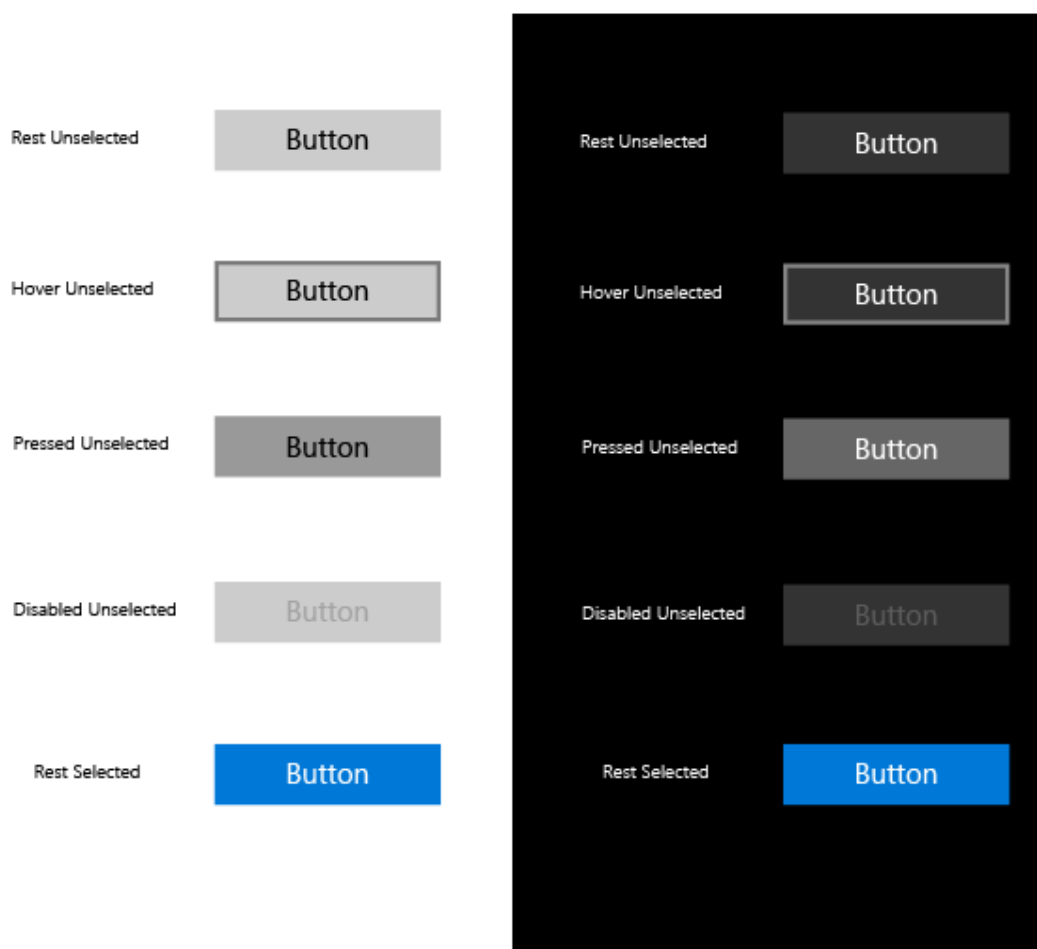 Rest Unselected
Button
Hover Unselected
Button
Pressed Unselected
Button
Disabled Unselected
Button
Rest Selected
Button
Rest Unselected
Button
Hover Unselected
Button
Pressed Unselected
Button
Disabled Unselected
Button
Rest Selected
Button